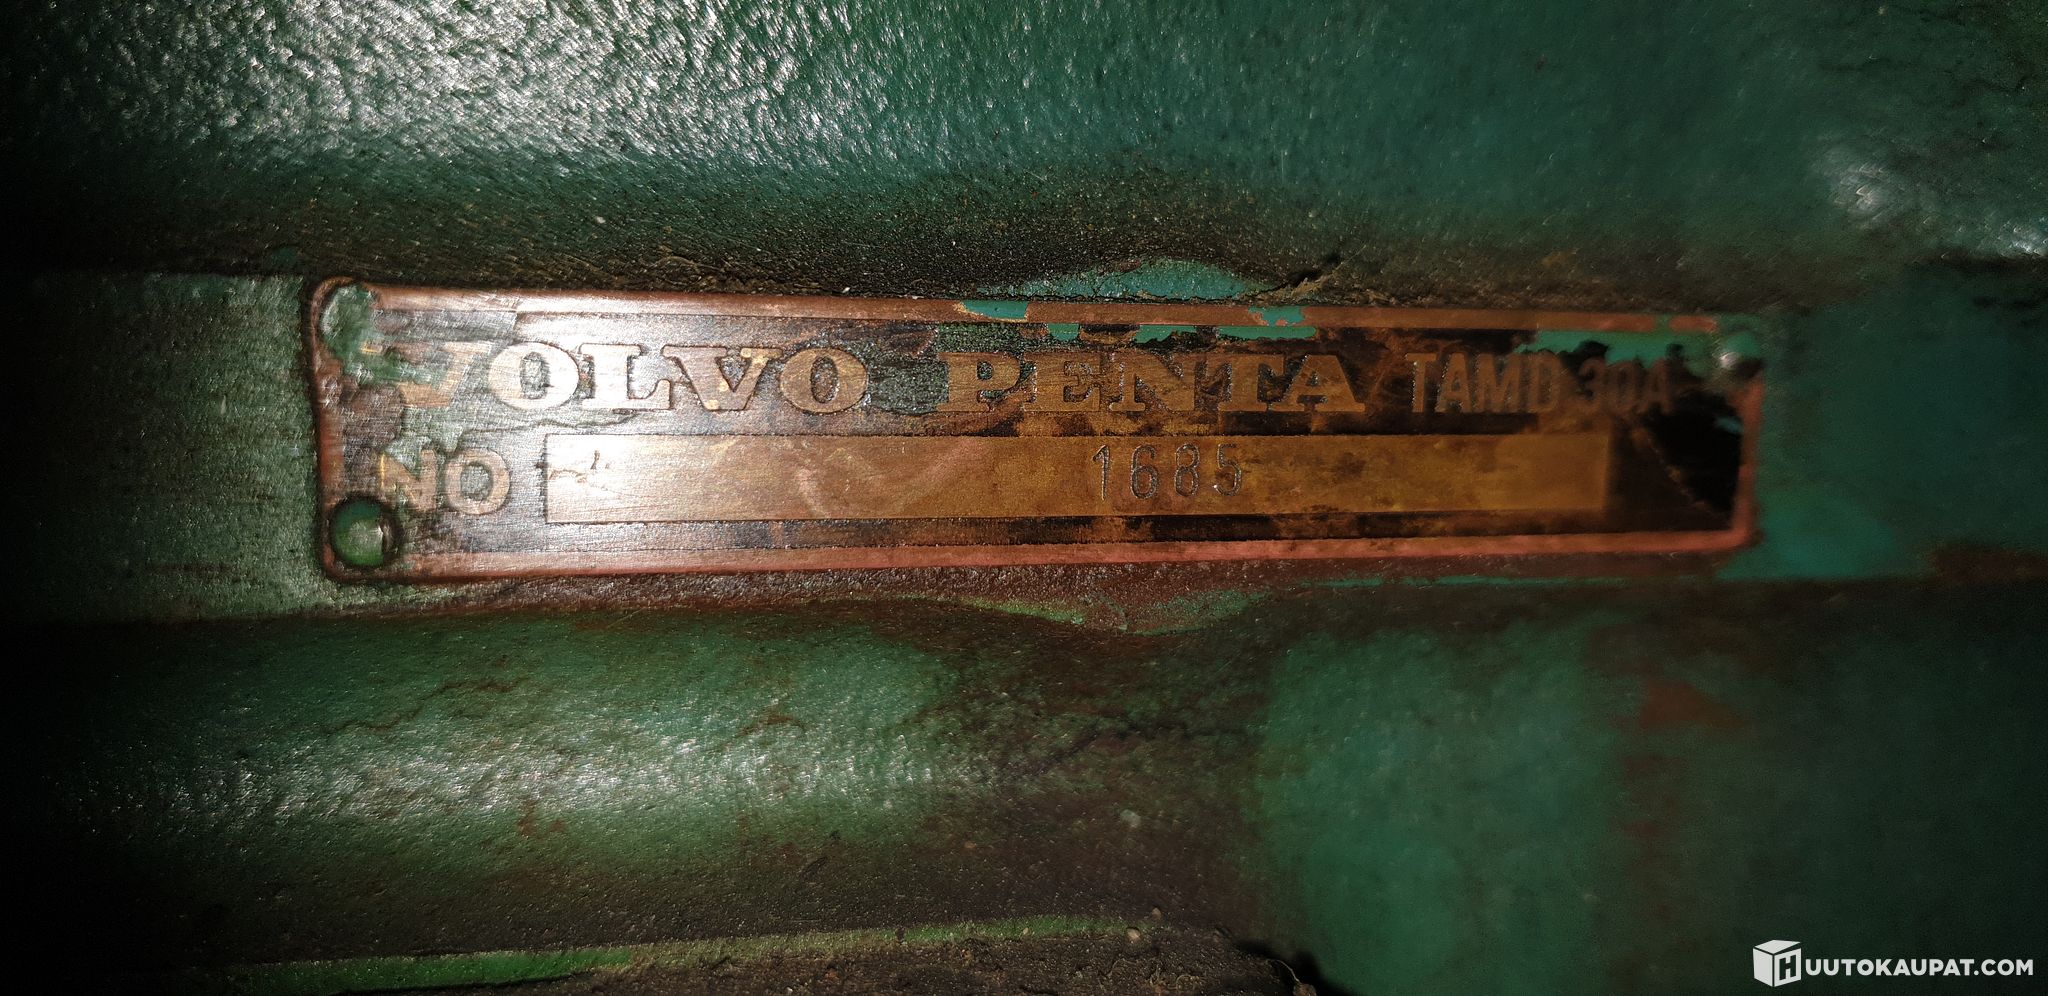 VOLVO PENTA TAMD 30A
NO 1685
HUUTOKAUPAT.COM